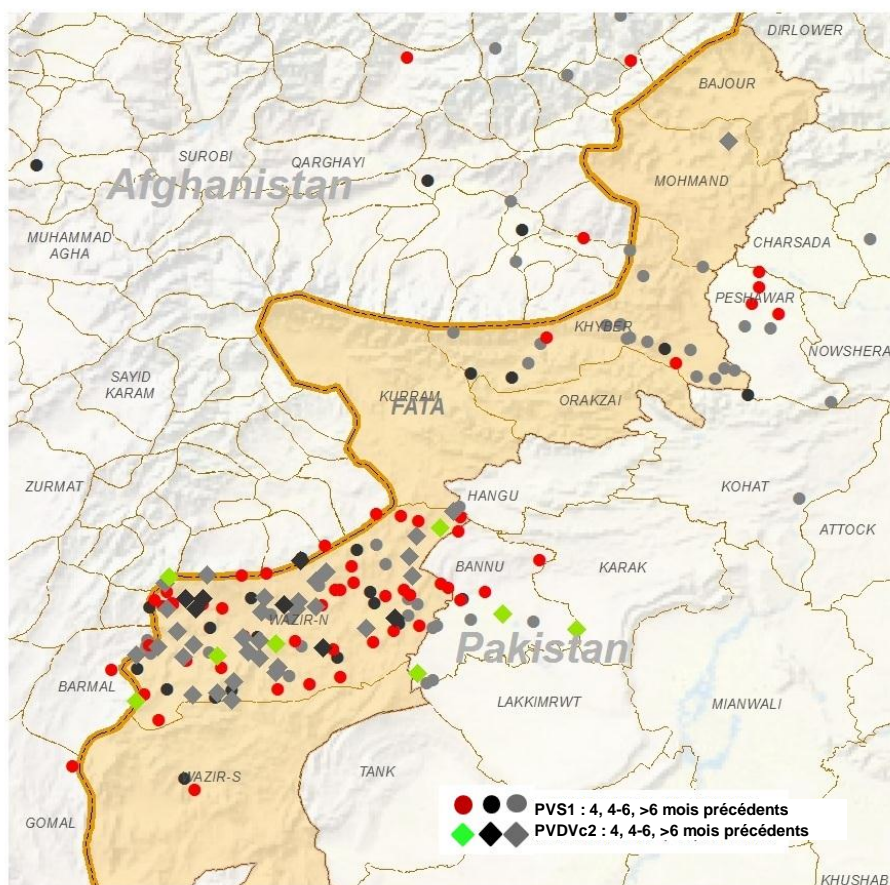 DIRLOWER
BAJOUR
SUROBI
QARGHAYI
Afghanistan
MOHMAND
MUHAMMAD
AGHA
CHARSADA
PESHAWAR
KHYBER
NOWSHERA
SAYID
KARAM
KURRAM
FATA
ORAKZAI
ZURMAT
HANGU
KOHAT
ATTOCK
BANNU
KARAK
WAZIR-N
Pakistan
BARMAL
LAKKIMRWT
MIANWALI
WAZIR-S
TANK
GOMAL
PVS1 : 4, 4-6, >6 mois précédents
PVDVc2 : 4, 4-6, >6 mois précédents
KHUSHAB